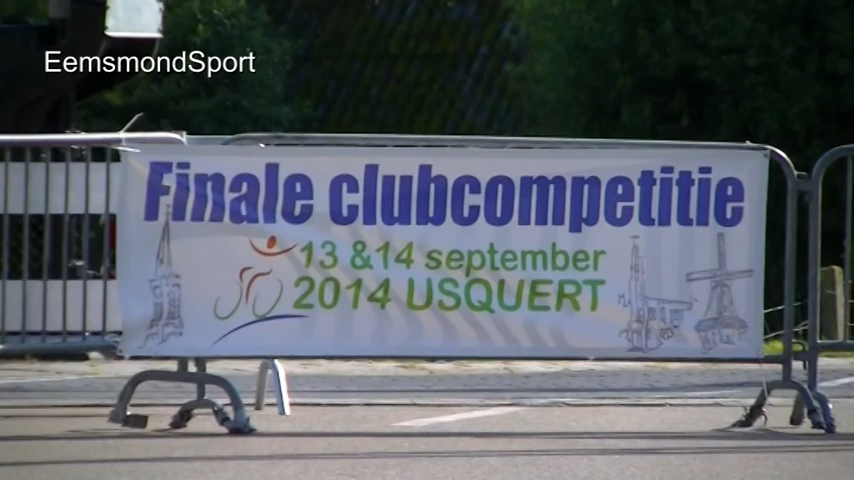 EemsmondSport
Finale clubcompetitie
13 &14 september
2014 USQUERT